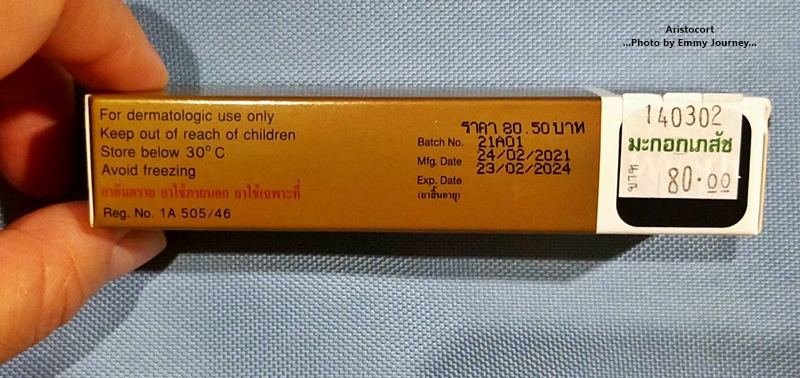 Aristocort
...Photo by Emmy Journey...
For dermatologic use only
Keep out of reach of children
Store below 30° C
Avoid freezing
ยาอันตราย ยาใช้ภายนอก ยาใช้เฉพาะที่
Reg. No. 1A 505/46
ราคา 80.50 บาท
Batch No. 21A01
Mfg. Date 24/02/2021
Exp. Date 23/02/2024
(ยาสิ้นอายุ)
140302
มะกอกเภสัช
บาท 80.00